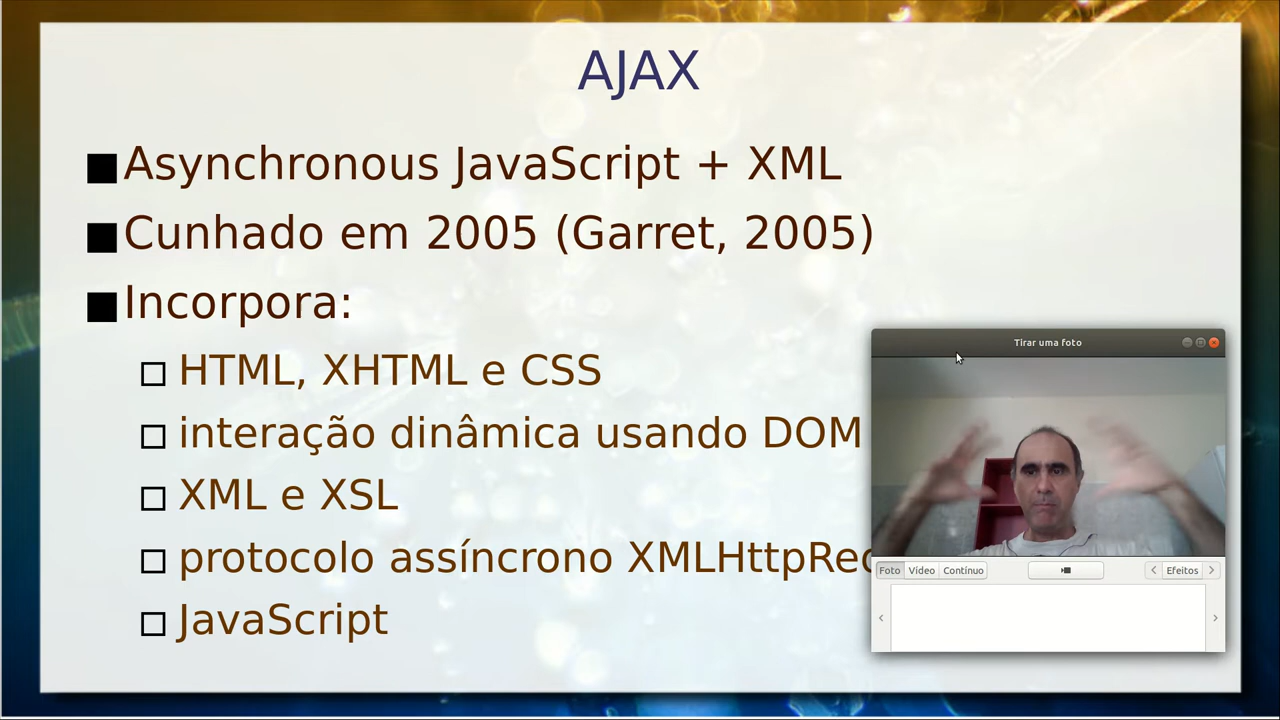 AJAX
Asynchronous JavaScript + XML
Cunhado em 2005 (Garret, 2005)
Incorpora:
HTML, XHTML e CSS
interação dinâmica usando DOM
XML e XSL
protocolo assíncrono
JavaScript
Tirar uma foto
Foto Vídeo Contínuo Efeitos